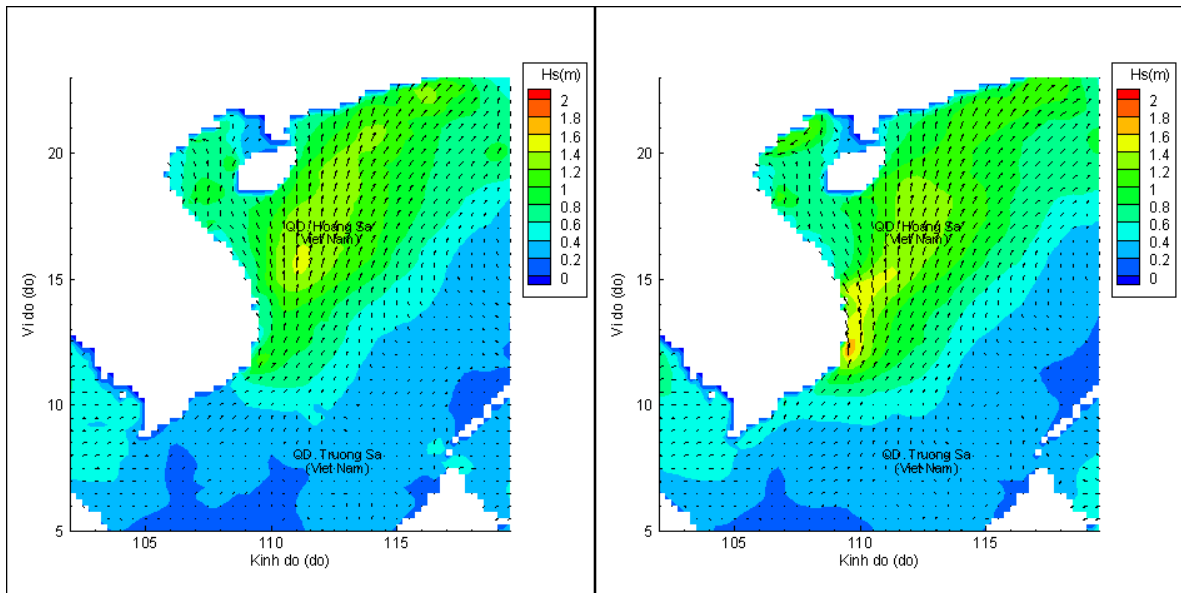 Hs(m)
2
1.8
1.6
1.4
1.2
1
0.8
0.6
0.4
0.2
0
20
15
10
5
Vi do (do)
QD. Hoang Sa
(Viet Nam)
QD. Truong Sa
(Viet Nam)
105
110
115
Kinh do (do)
Hs(m)
2
1.8
1.6
1.4
1.2
1
0.8
0.6
0.4
0.2
0
20
15
10
5
Vi do (do)
QD. Hoang Sa
(Viet Nam)
QD. Truong Sa
(Viet Nam)
105
110
115
Kinh do (do)